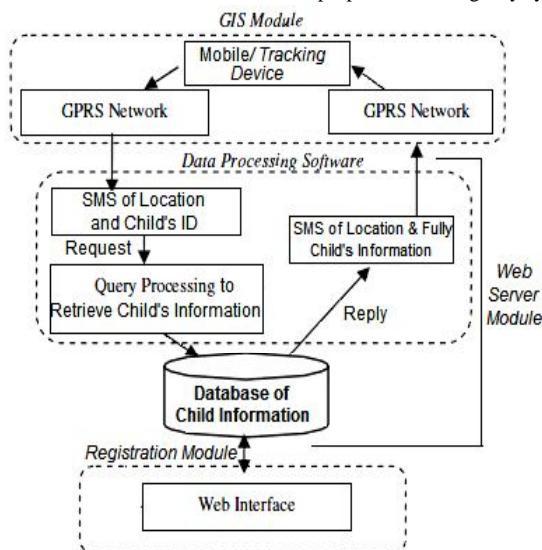 GIS Module
Mobile/ Tracking
Device
GPRS Network
GPRS Network
Data Processing Software
SMS of Location
and Child's ID
SMS of Location & Fully
Child's Information
Request
Query Processing to
Retrieve Child's Information
Reply
Web
Server
Module
Database of
Child Information
Registration Module
Web Interface